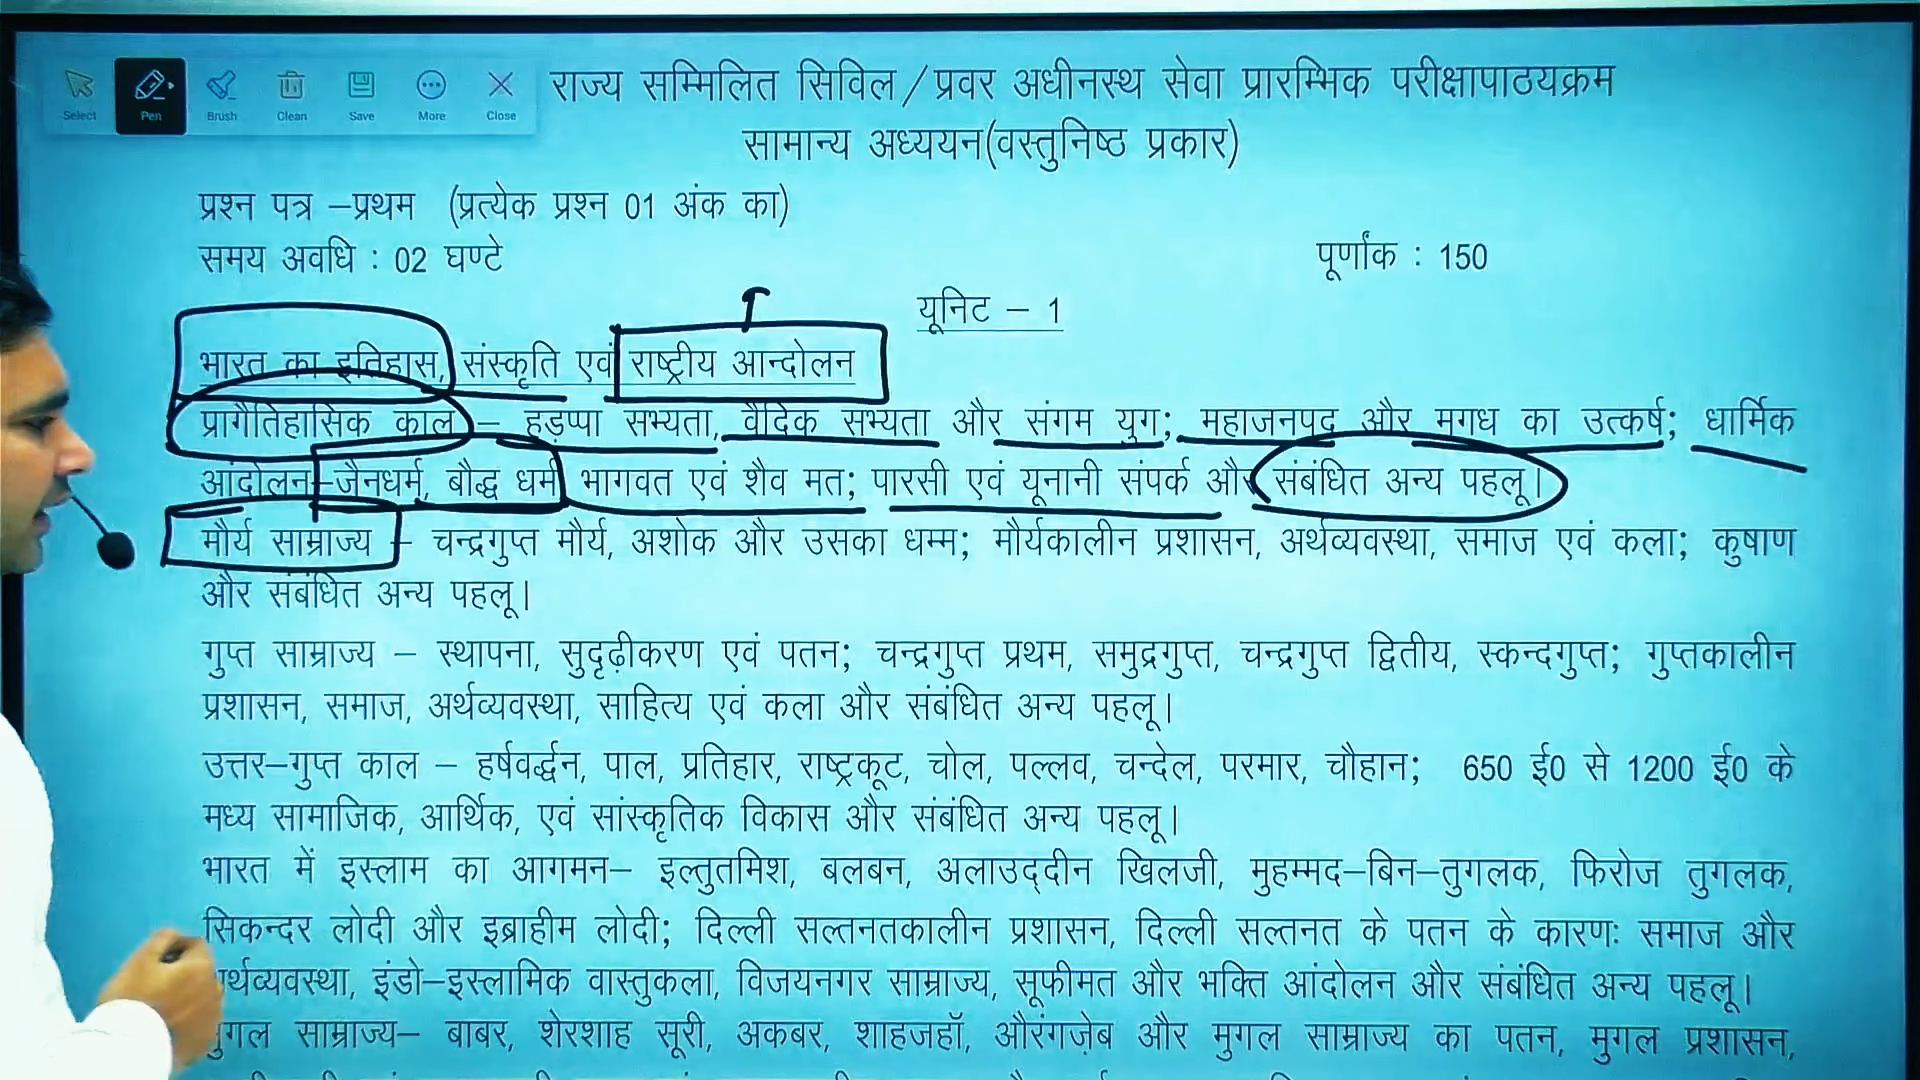 Select Pen Brush Clean Save More Close
राज्य सम्मिलित सिविल/प्रवर अधीनस्थ सेवा प्रारम्भिक परीक्षापाठयक्रम
सामान्य अध्ययन(वस्तुनिष्ठ प्रकार)
प्रश्न पत्र –प्रथम (प्रत्येक प्रश्न 01 अंक का)
समय अवधि : 02 घण्टे पूर्णांक : 150
यूनिट – 1
भारत का इतिहास, संस्कृति एवं राष्ट्रीय आन्दोलन
प्रागैतिहासिक काल – हड़प्पा सभ्यता, वैदिक सभ्यता और संगम युग; महाजनपद और मगध का उत्कर्ष; धार्मिक
आंदोलन–जैनधर्म, बौद्ध धर्म भागवत एवं शैव मत; पारसी एवं यूनानी संपर्क और संबंधित अन्य पहलू।
मौर्य साम्राज्य – चन्द्रगुप्त मौर्य, अशोक और उसका धम्म; मौर्यकालीन प्रशासन, अर्थव्यवस्था, समाज एवं कला; कुषाण
और संबंधित अन्य पहलू।
गुप्त साम्राज्य – स्थापना, सुदृढ़ीकरण एवं पतन; चन्द्रगुप्त प्रथम, समुद्रगुप्त, चन्द्रगुप्त द्वितीय, स्कन्दगुप्त; गुप्तकालीन
प्रशासन, समाज, अर्थव्यवस्था, साहित्य एवं कला और संबंधित अन्य पहलू।
उत्तर–गुप्त काल – हर्षवर्द्धन, पाल, प्रतिहार, राष्ट्रकूट, चोल, पल्लव, चन्देल, परमार, चौहान; 650 ई0 से 1200 ई0 के
मध्य सामाजिक, आर्थिक, एवं सांस्कृतिक विकास और संबंधित अन्य पहलू।
भारत में इस्लाम का आगमन– इल्तुतमिश, बलबन, अलाउद्दीन खिलजी, मुहम्मद–बिन–तुगलक, फिरोज तुगलक,
सिकन्दर लोदी और इब्राहीम लोदी; दिल्ली सल्तनतकालीन प्रशासन, दिल्ली सल्तनत के पतन के कारणः समाज और
र्थव्यवस्था, इंडो–इस्लामिक वास्तुकला, विजयनगर साम्राज्य, सूफीमत और भक्ति आंदोलन और संबंधित अन्य पहलू।
मुगल साम्राज्य– बाबर, शेरशाह सूरी, अकबर, शाहजहॉ, औरंगज़ेब और मुगल साम्राज्य का पतन, मुगल प्रशासन,